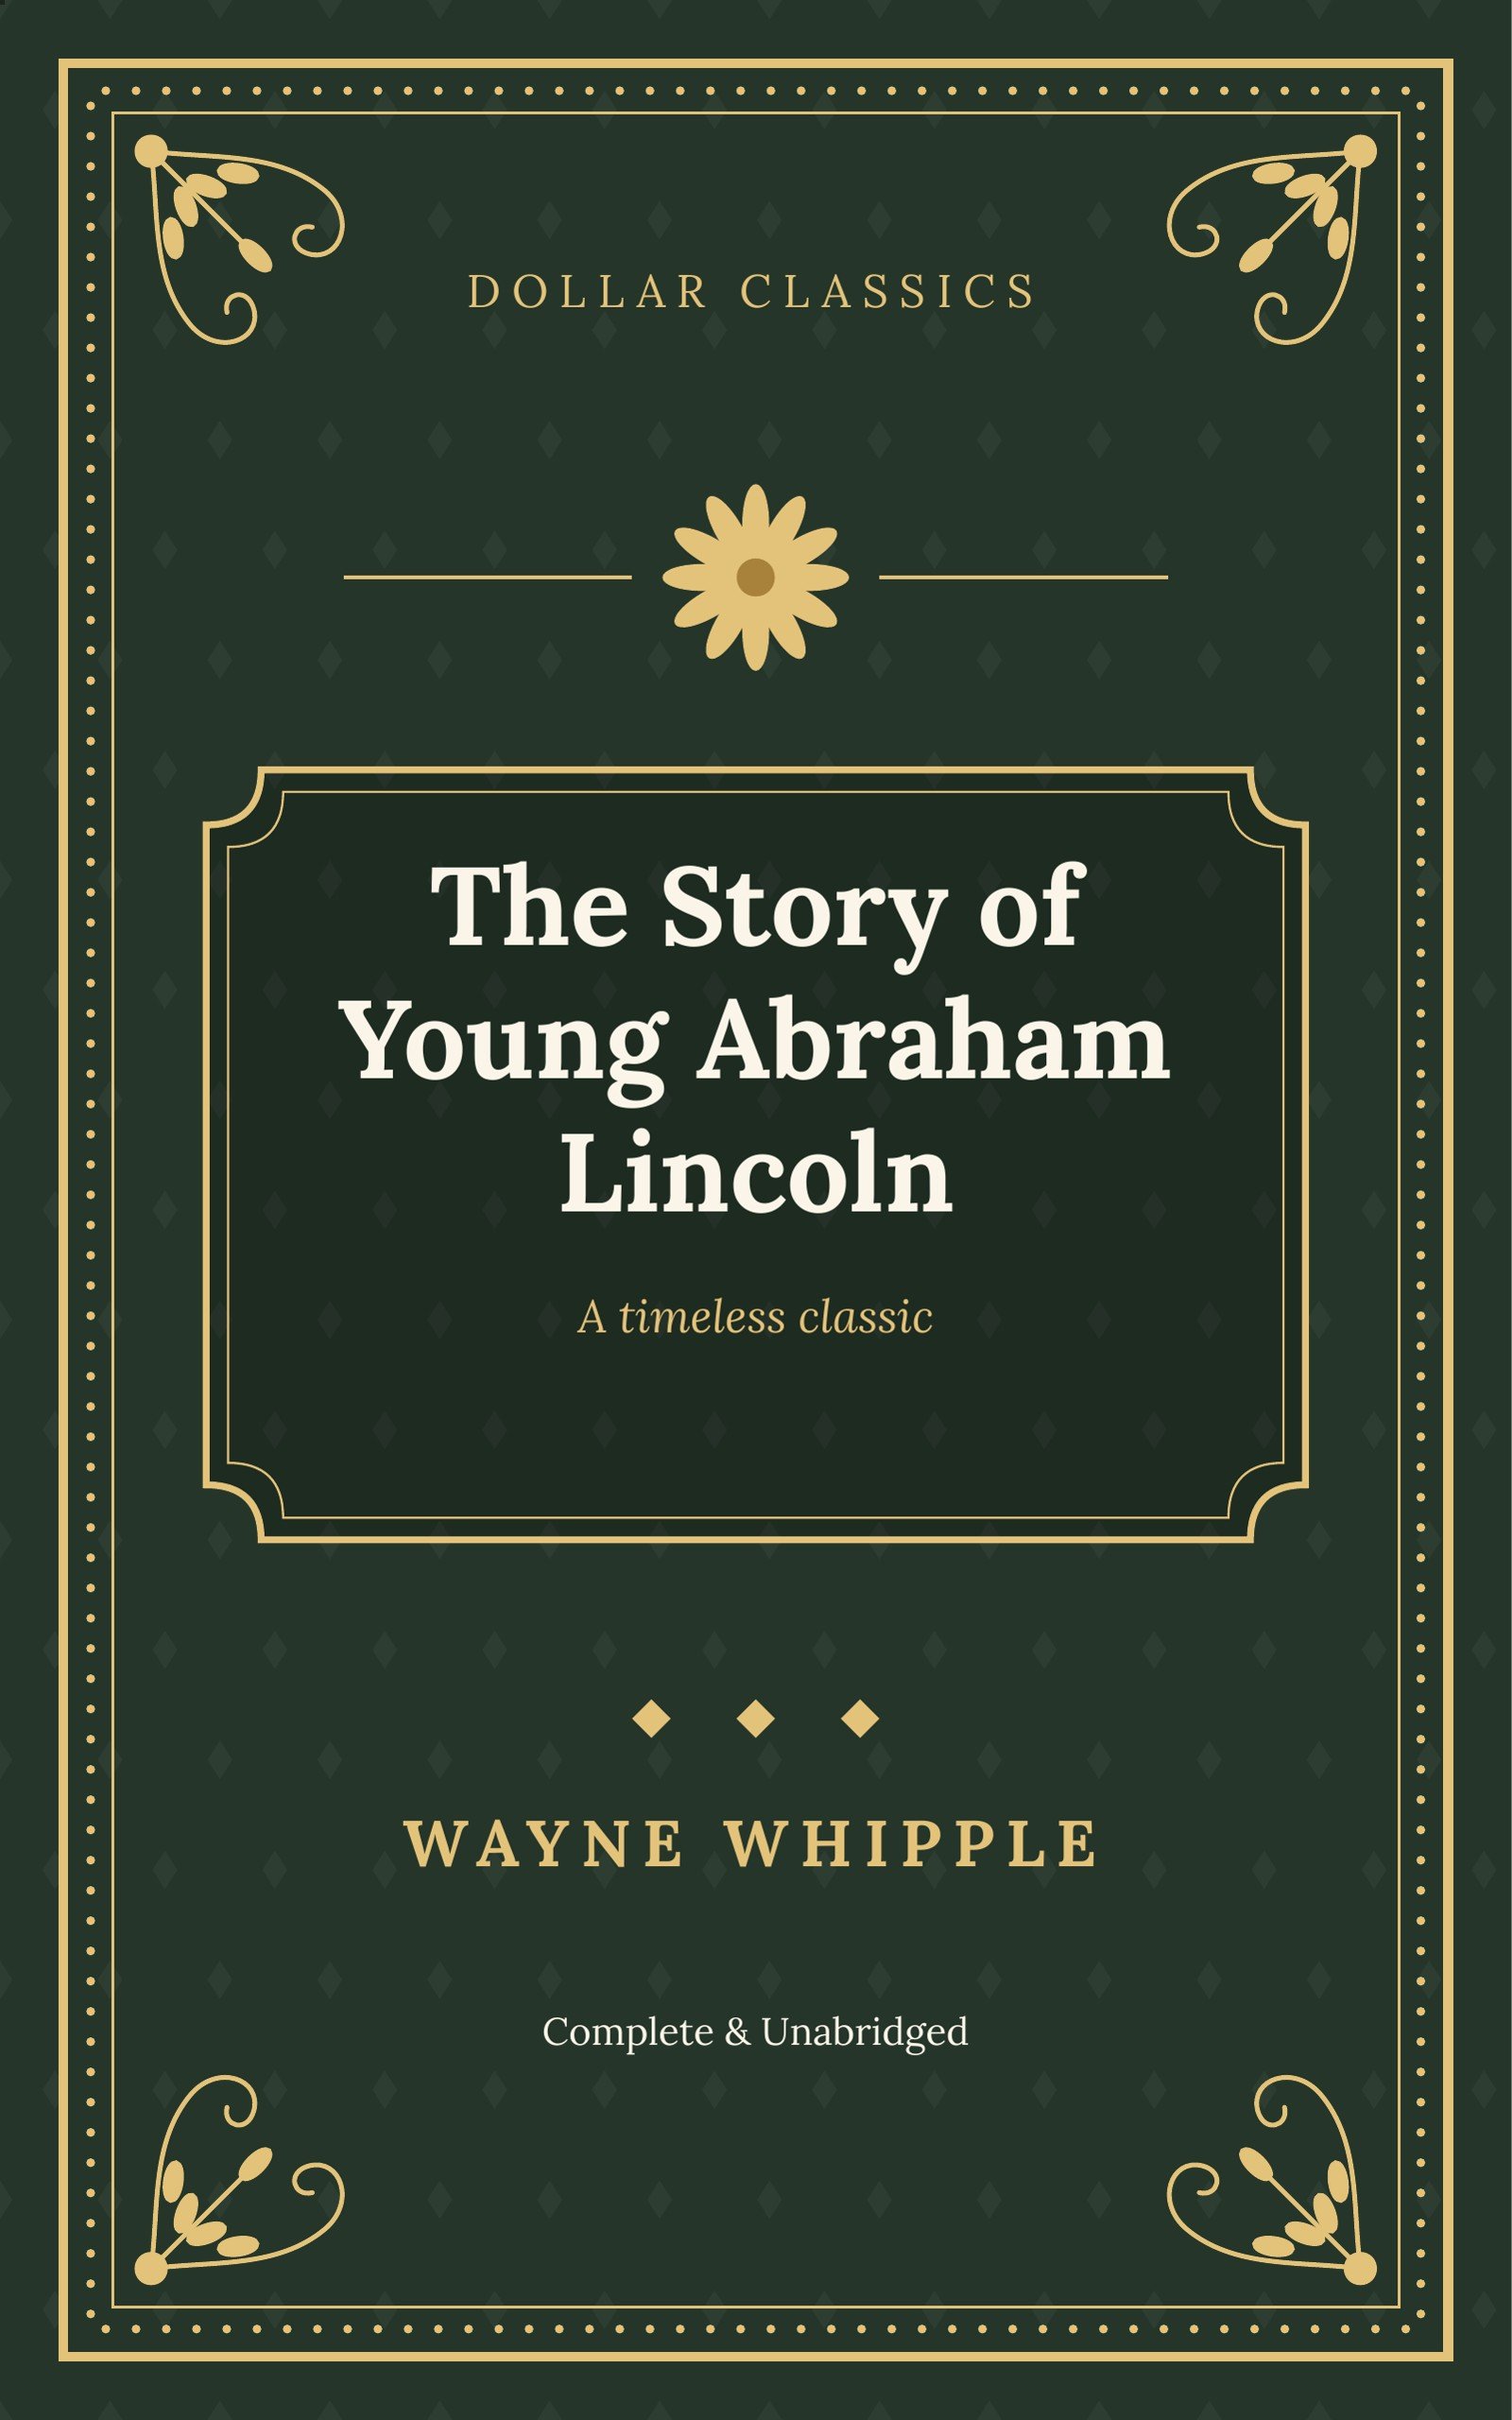 DOLLAR CLASSICS
The Story of
Young Abraham
Lincoln
A timeless classic
WAYNE WHIPPLE
Complete & Unabridged